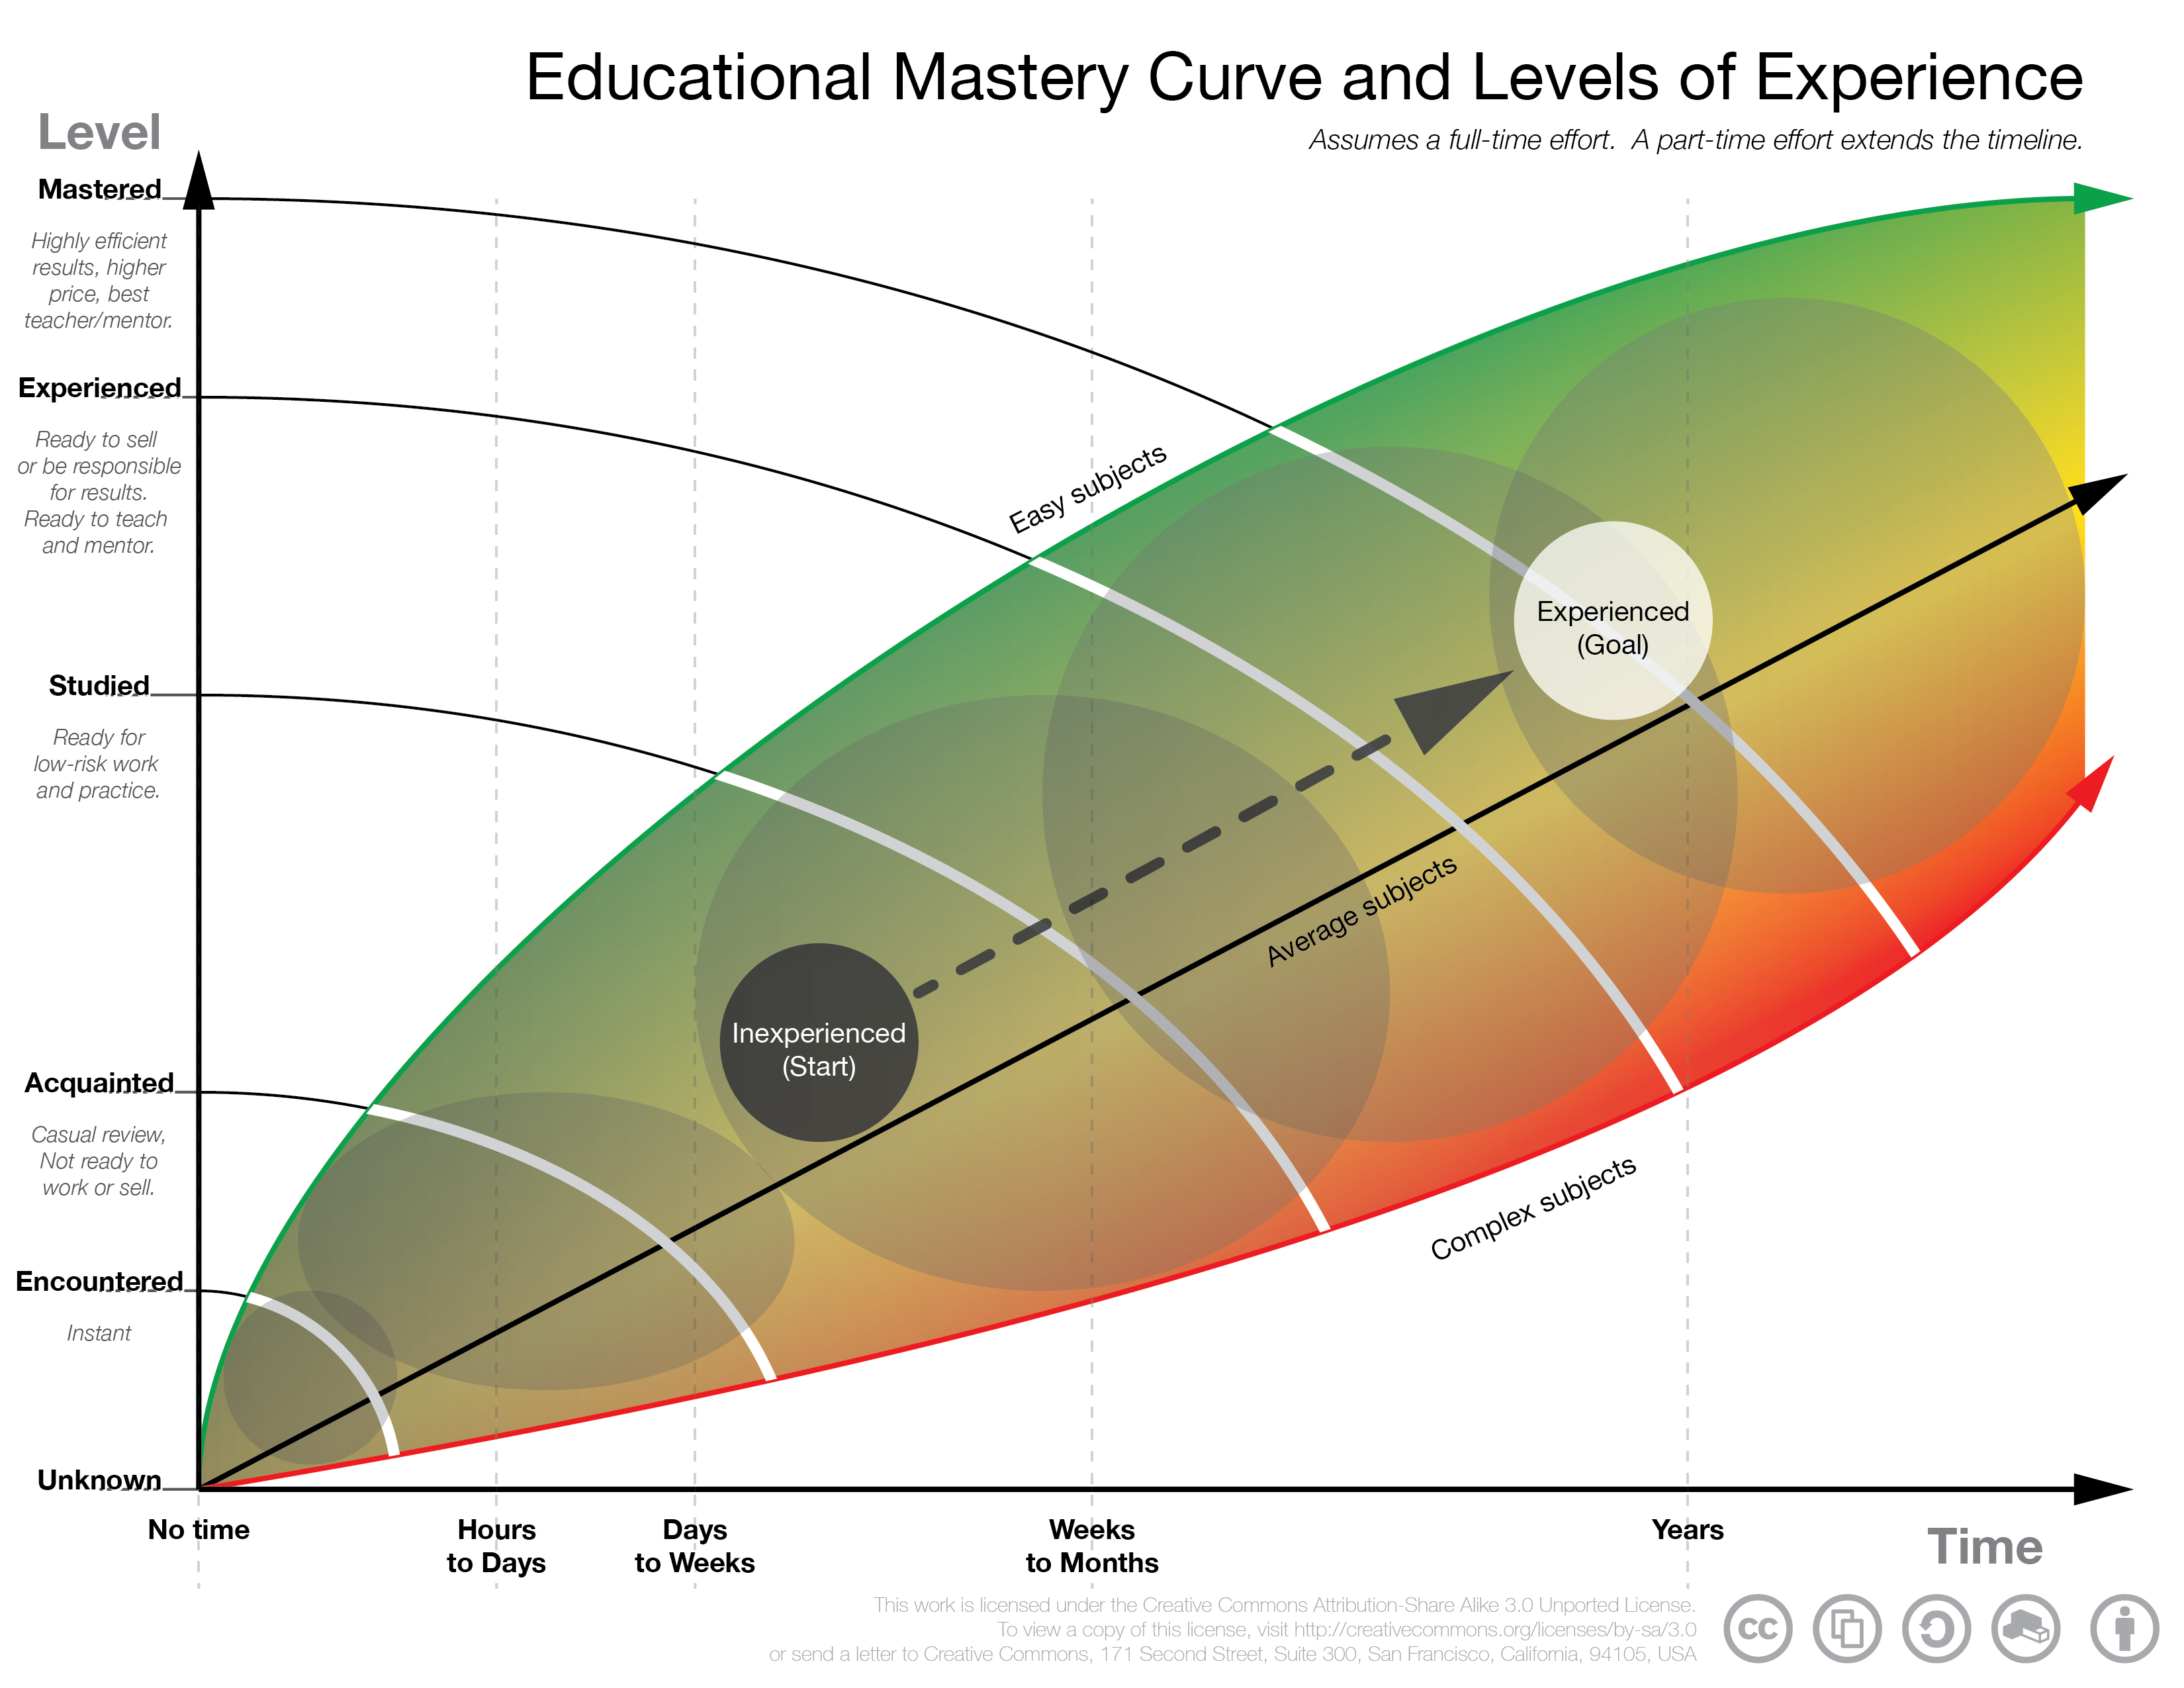 Educational Mastery Curve and Levels of Experience
Assumes a full-time effort.  A part-time effort extends the timeline.
Level
Mastered
Highly efficient
results, higher
price, best
teacher/mentor.
Experienced
Ready to sell
or be responsible
for results.
Ready to teach
and mentor.
Studied
Ready for
low-risk work
and practice.
Acquainted
Casual review,
Not ready to
work or sell.
Encountered
Instant
Unknown
Easy subjects
Average subjects
Complex subjects
Experienced
(Goal)
Inexperienced
(Start)
No time
Hours
to Days
Days
to Weeks
Weeks
to Months
Years
Time
This work is licensed under the Creative Commons Attribution-Share Alike 3.0 Unported License.
To view a copy of this license, visit http://creativecommons.org/licenses/by-sa/3.0
or send a letter to Creative Commons, 171 Second Street, Suite 300, San Francisco, California, 94105, USA
cc